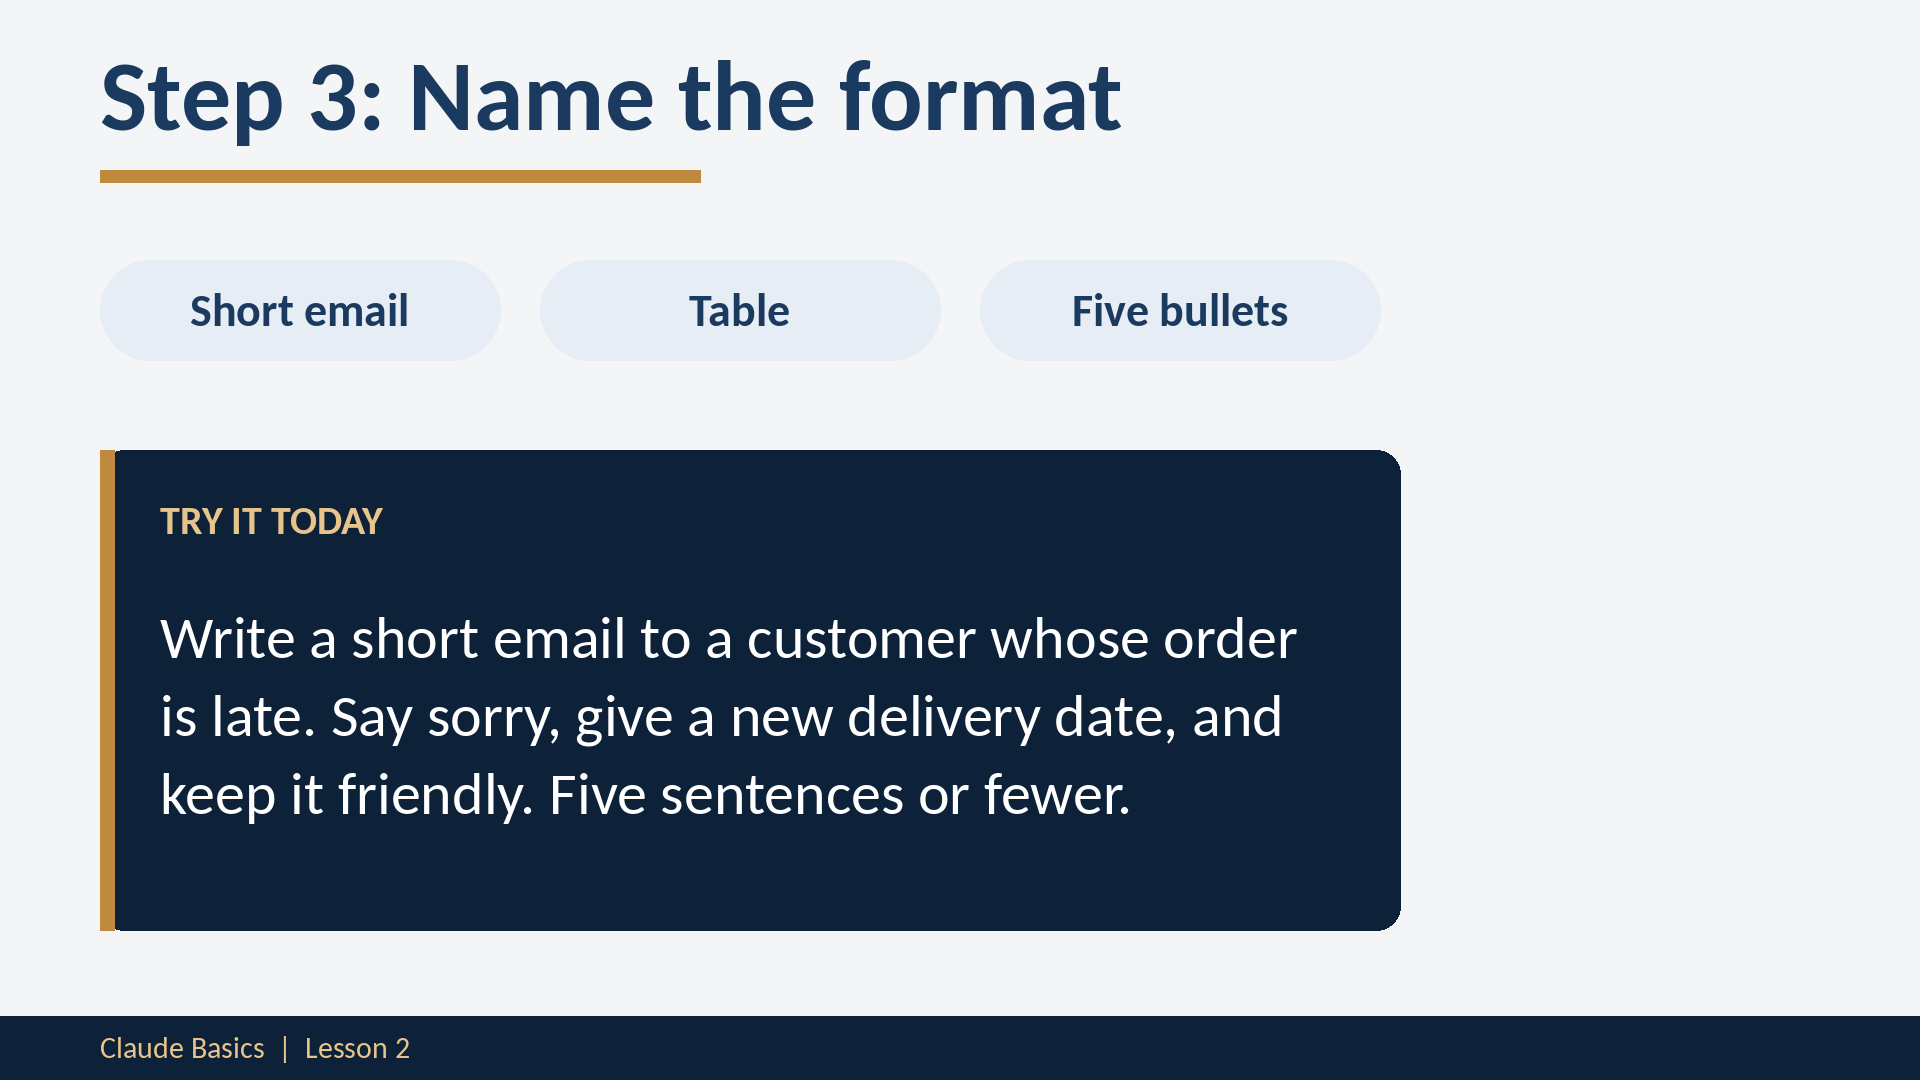 Step 3: Name the format
Short email
Table
Five bullets
TRY IT TODAY
Write a short email to a customer whose order
is late. Say sorry, give a new delivery date, and
keep it friendly. Five sentences or fewer.
Claude Basics | Lesson 2